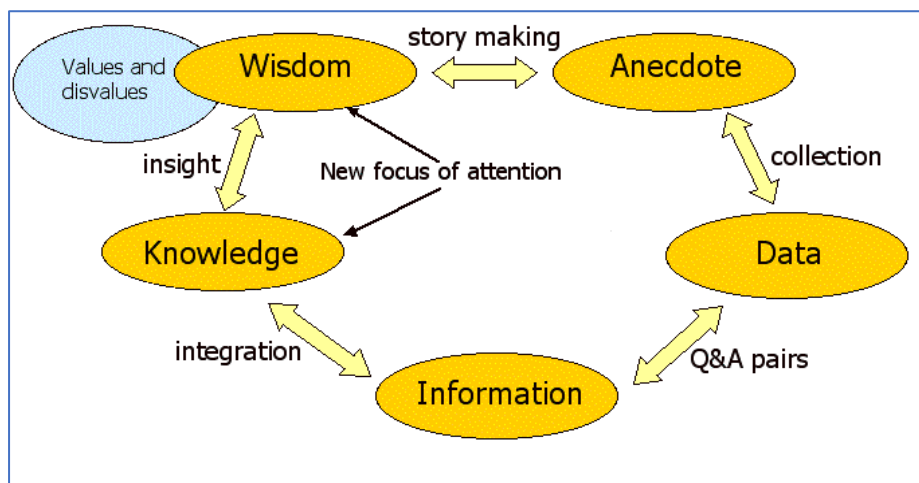 story making
Wisdom
Anecdote
Values and
disvalues
insight
New focus of attention
collection
Knowledge
Data
integration
Q&A pairs
Information